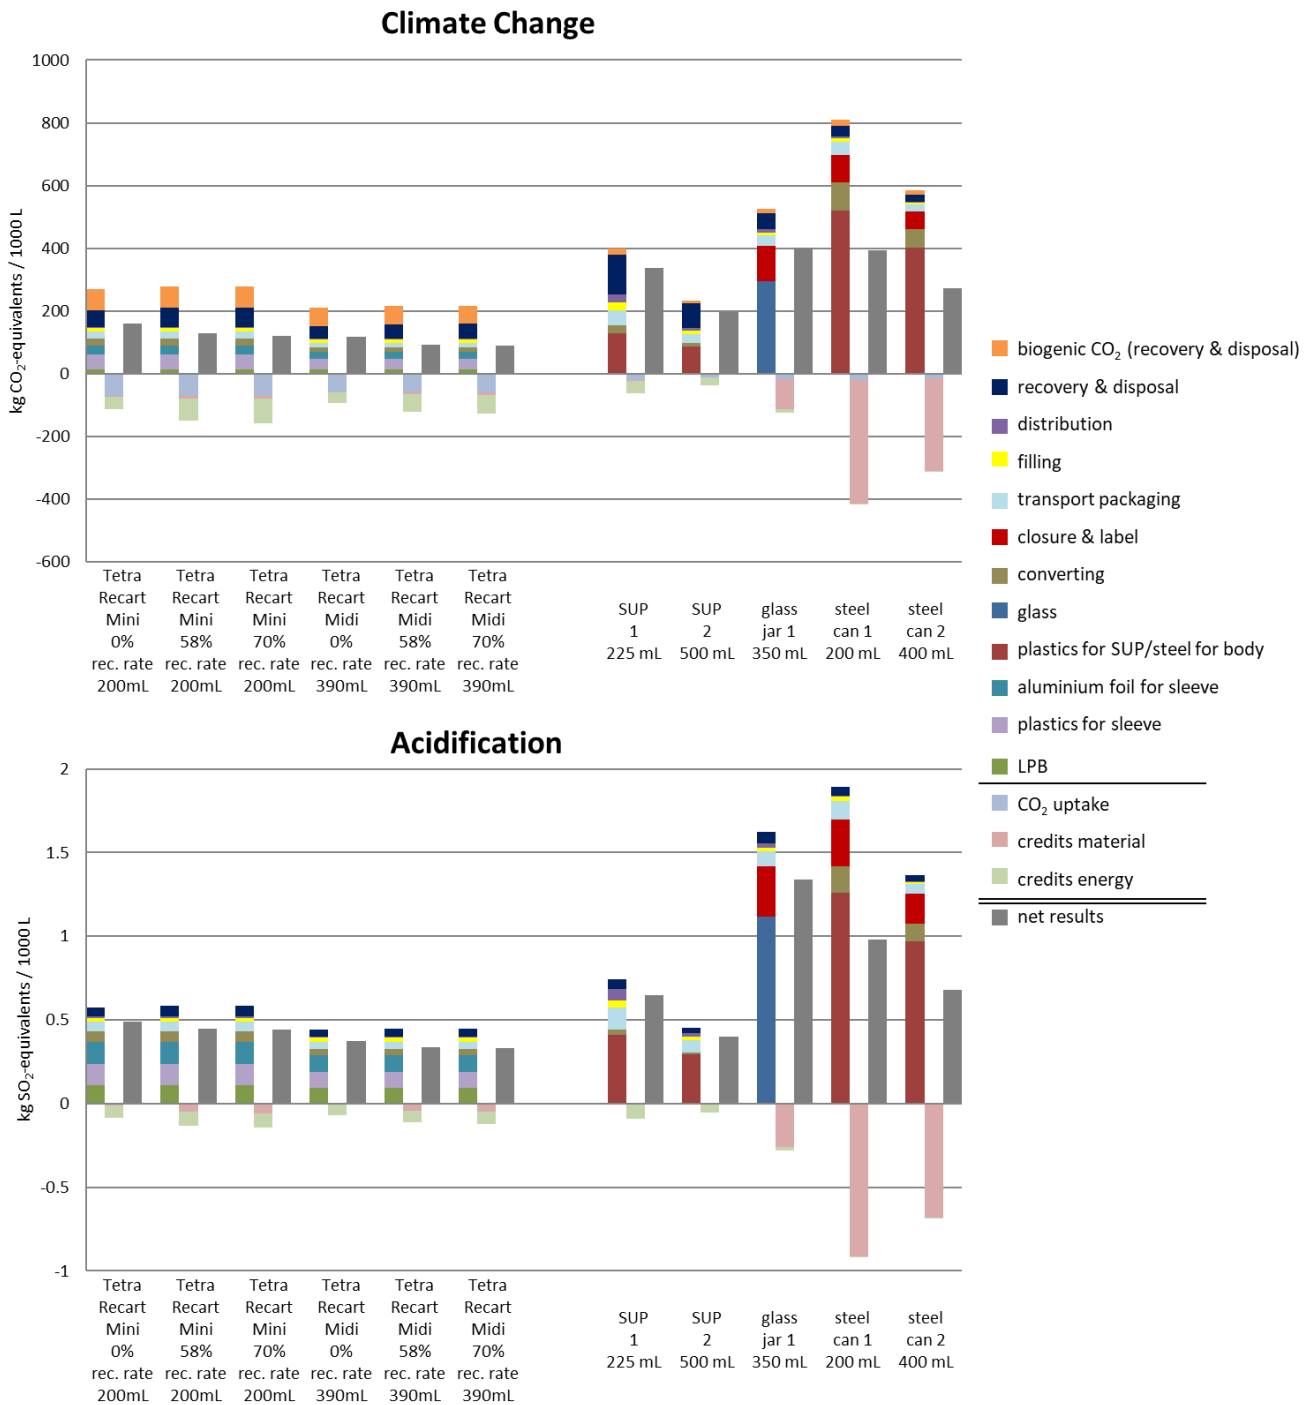 Climate Change
kg CO₂-equivalents / 1000 L
1000
800
600
400
200
0
-200
-400
-600
Tetra Recart Mini 0% rec. rate 200mL
Tetra Recart Mini 58% rec. rate 200mL
Tetra Recart Mini 70% rec. rate 200mL
Tetra Recart Midi 0% rec. rate 390mL
Tetra Recart Midi 58% rec. rate 390mL
Tetra Recart Midi 70% rec. rate 390mL
SUP 1 225 mL
SUP 2 500 mL
glass jar 1 350 mL
steel can 1 200 mL
steel can 2 400 mL
biogenic CO₂ (recovery & disposal)
recovery & disposal
distribution
filling
transport packaging
closure & label
converting
glass
plastics for SUP/steel for body
aluminium foil for sleeve
plastics for sleeve
LPB
CO₂ uptake
credits material
credits energy
net results
Acidification
kg SO₂-equivalents / 1000 L
2
1.5
1
0.5
0
-0.5
-1
Tetra Recart Mini 0% rec. rate 200mL
Tetra Recart Mini 58% rec. rate 200mL
Tetra Recart Mini 70% rec. rate 200mL
Tetra Recart Midi 0% rec. rate 390mL
Tetra Recart Midi 58% rec. rate 390mL
Tetra Recart Midi 70% rec. rate 390mL
SUP 1 225 mL
SUP 2 500 mL
glass jar 1 350 mL
steel can 1 200 mL
steel can 2 400 mL